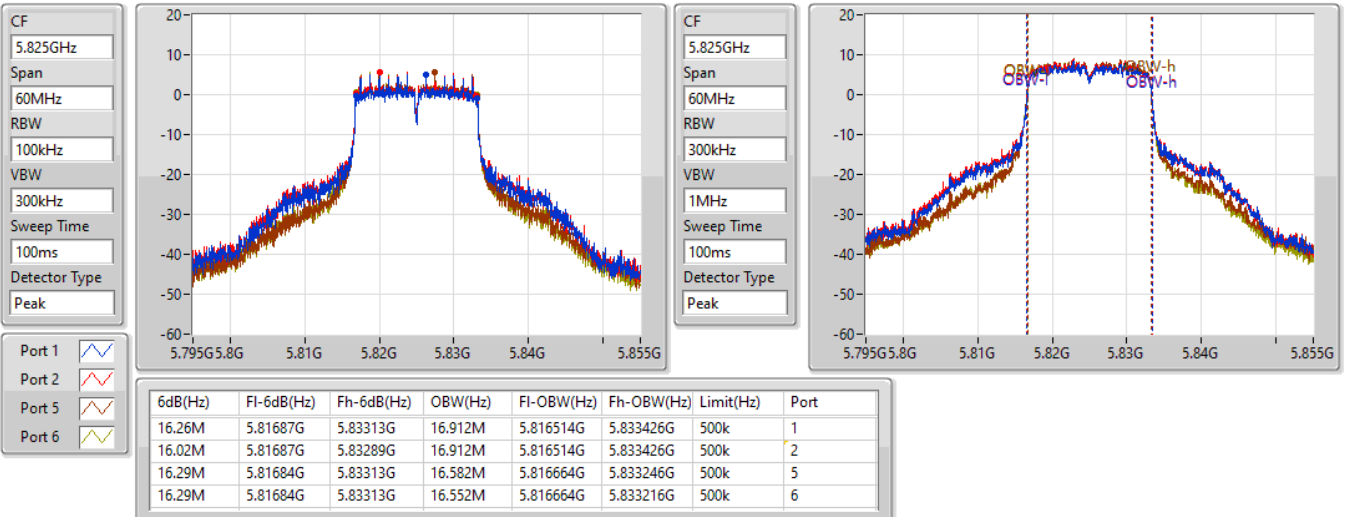 CF
5.825GHz
Span
60MHz
RBW
100kHz
VBW
300kHz
Sweep Time
100ms
Detector Type
Peak
20
10
0
-10
-20
-30
-40
-50
-60
5.795G 5.8G 5.81G 5.82G 5.83G 5.84G 5.855G
CF
5.825GHz
Span
60MHz
RBW
300kHz
VBW
1MHz
Sweep Time
100ms
Detector Type
Peak
20
10
0
-10
-20
-30
-40
-50
-60
OBW-h
OBW-h
5.795G 5.8G 5.81G 5.82G 5.83G 5.84G 5.855G
Port 1
Port 2
Port 5
Port 6
6dB(Hz) Fl-6dB(Hz) Fh-6dB(Hz) OBW(Hz) Fl-OBW(Hz) Fh-OBW(Hz) Limit(Hz) Port
16.26M 5.81687G 5.83313G 16.912M 5.816514G 5.833426G 500k 1
16.02M 5.81687G 5.83289G 16.912M 5.816514G 5.833426G 500k 2
16.29M 5.81684G 5.83313G 16.582M 5.816664G 5.833246G 500k 5
16.29M 5.81684G 5.83313G 16.552M 5.816664G 5.833216G 500k 6